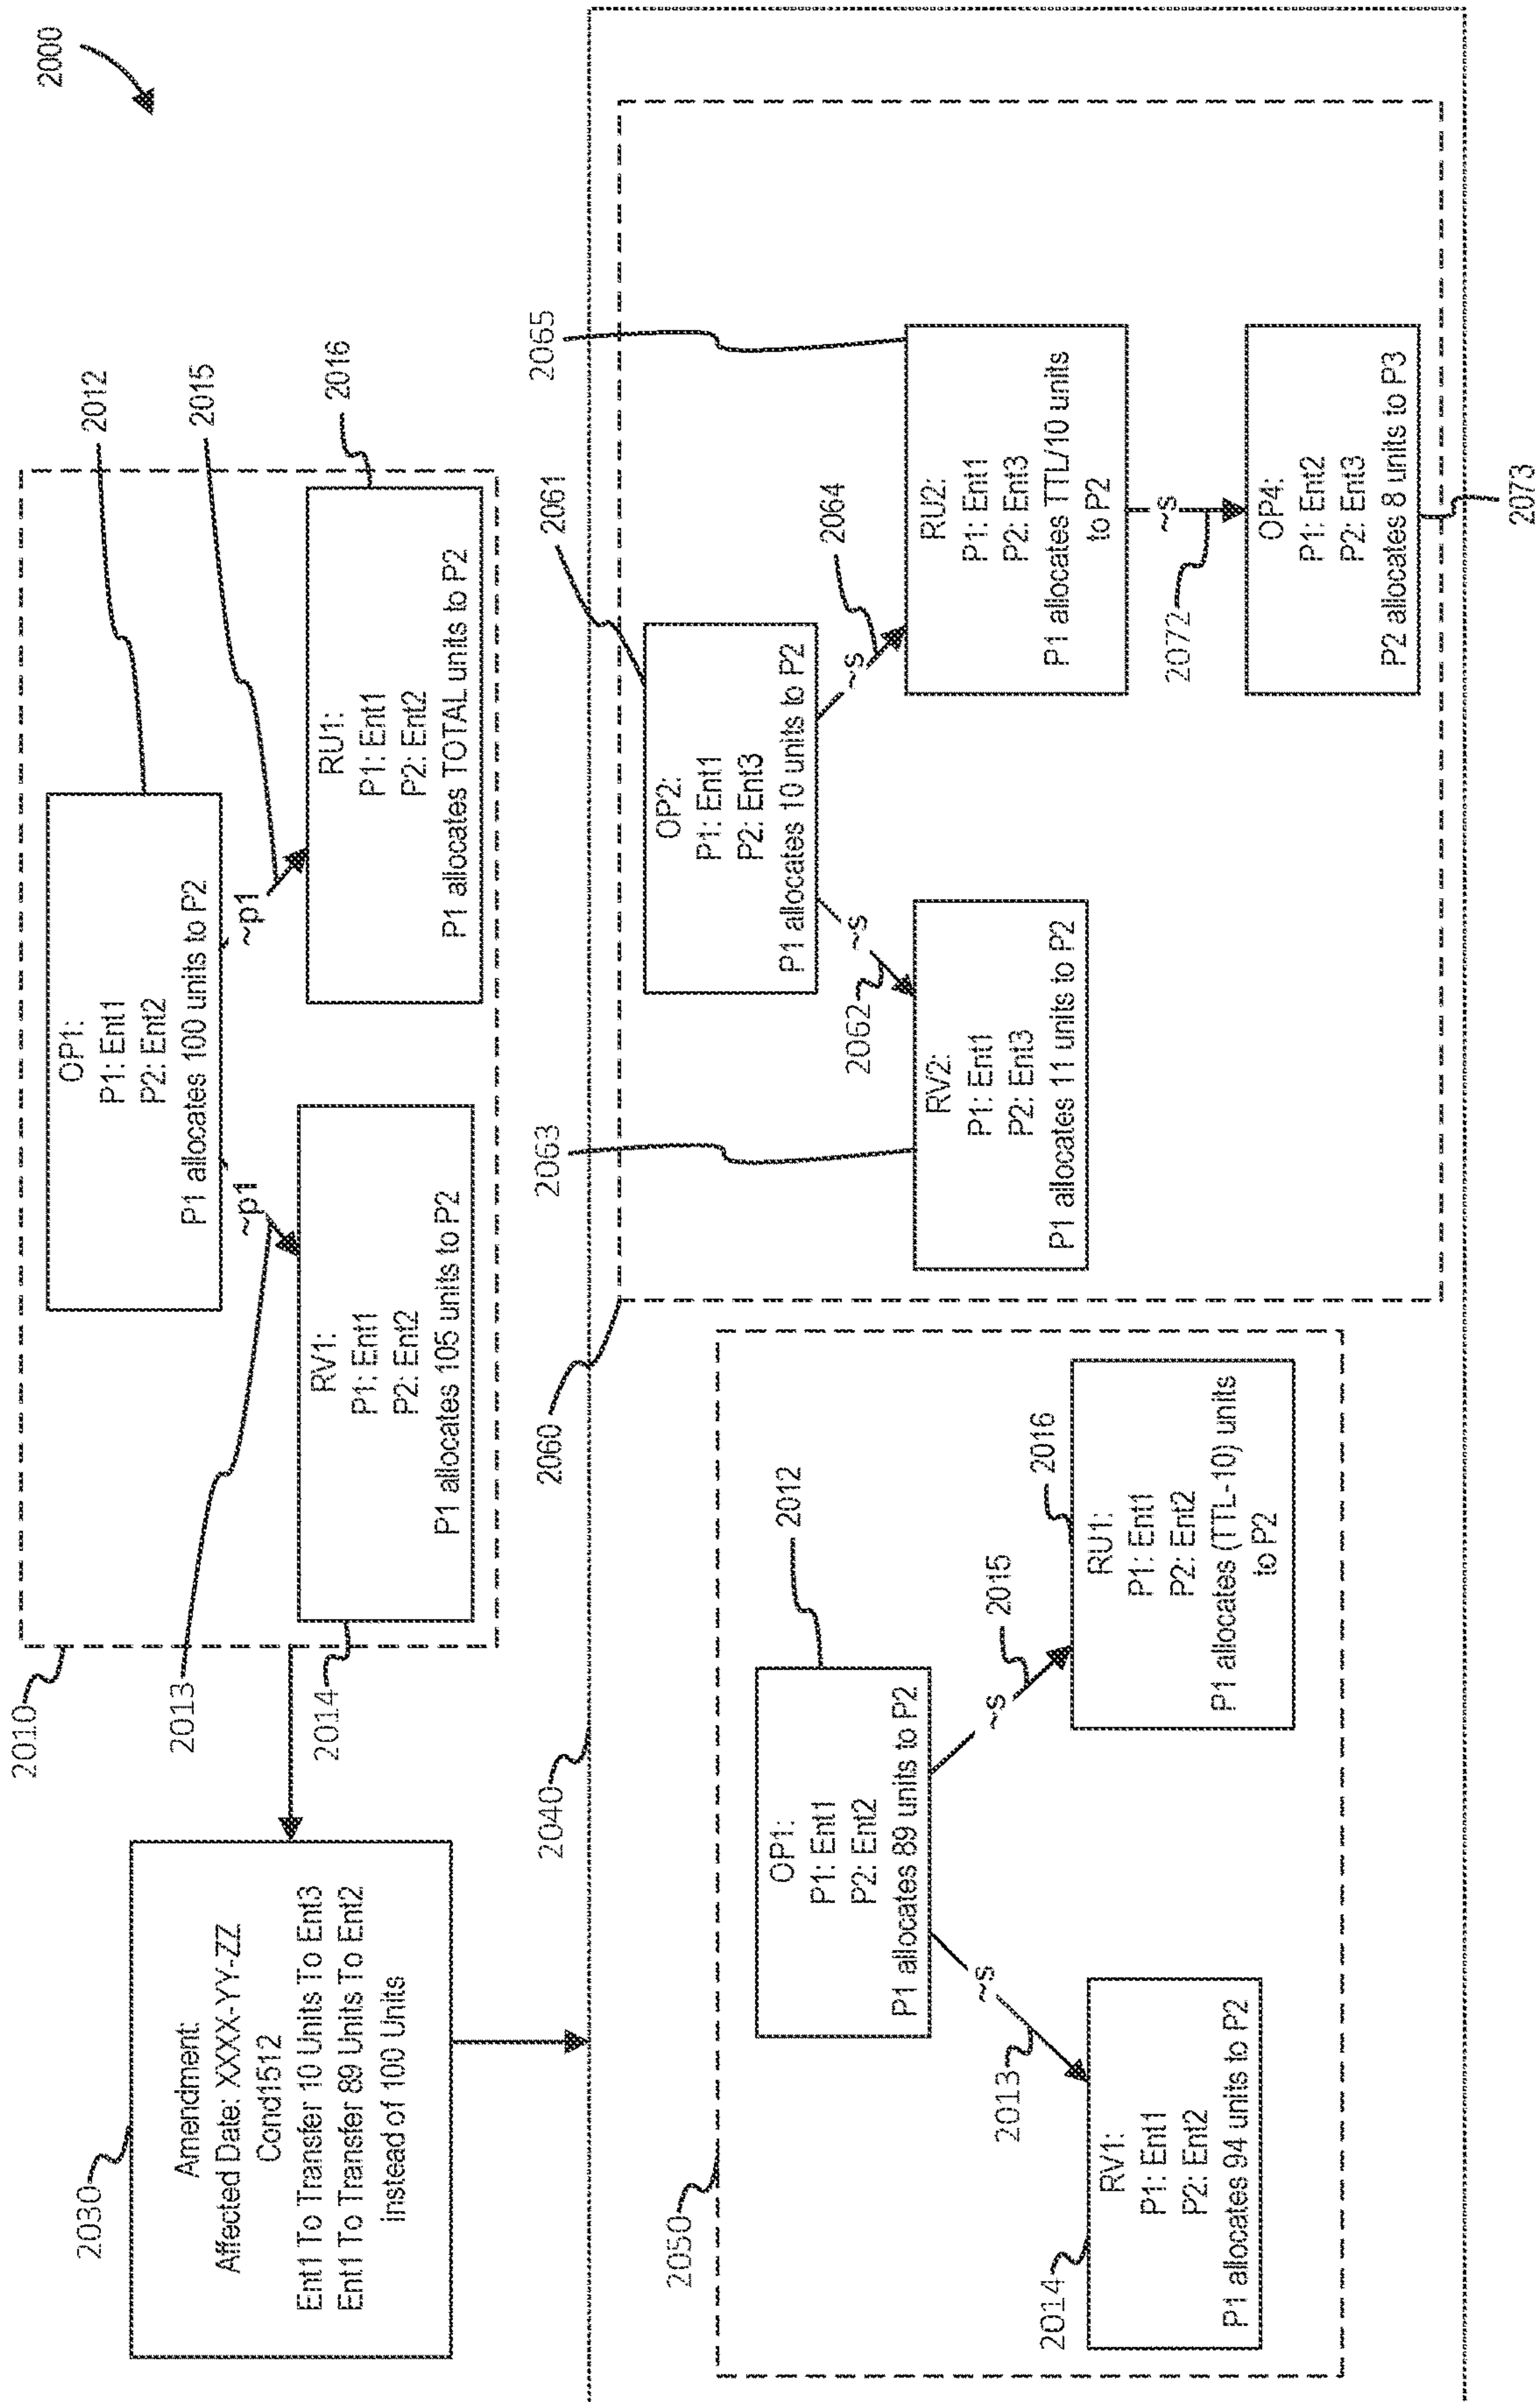 2000
2010
2012
OP1:
P1: Ent1
P2: Ent2
P1 allocates 100 units to P2
2013
~p1
~p1
2015
2014
RV1:
P1: Ent1
P2: Ent2
P1 allocates 105 units to P2
RU1:
P1: Ent1
P2: Ent2
P1 allocates TOTAL units to P2
2016
2030
Amendment:
Affected Date: XXXX-YY-ZZ
Cond1512
Ent1 To Transfer 10 Units To Ent3
Ent1 To Transfer 89 Units To Ent2
instead of 100 Units
2040
2050
OP1:
P1: Ent1
P2: Ent2
P1 allocates 89 units to P2
2012
2013
~s
~s
2015
2014
RV1:
P1: Ent1
P2: Ent2
P1 allocates 94 units to P2
2016
RU1:
P1: Ent1
P2: Ent2
P1 allocates (TTL-10) units
to P2
2060
2061
OP2:
P1: Ent1
P2: Ent3
P1 allocates 10 units to P2
2062
~s
~s
2064
2063
RV2:
P1: Ent1
P2: Ent3
P1 allocates 11 units to P2
2065
RU2:
P1: Ent1
P2: Ent3
P1 allocates TTL/10 units
to P2
2072
~s
OP4:
P1: Ent2
P2: Ent3
P2 allocates 8 units to P3
2073